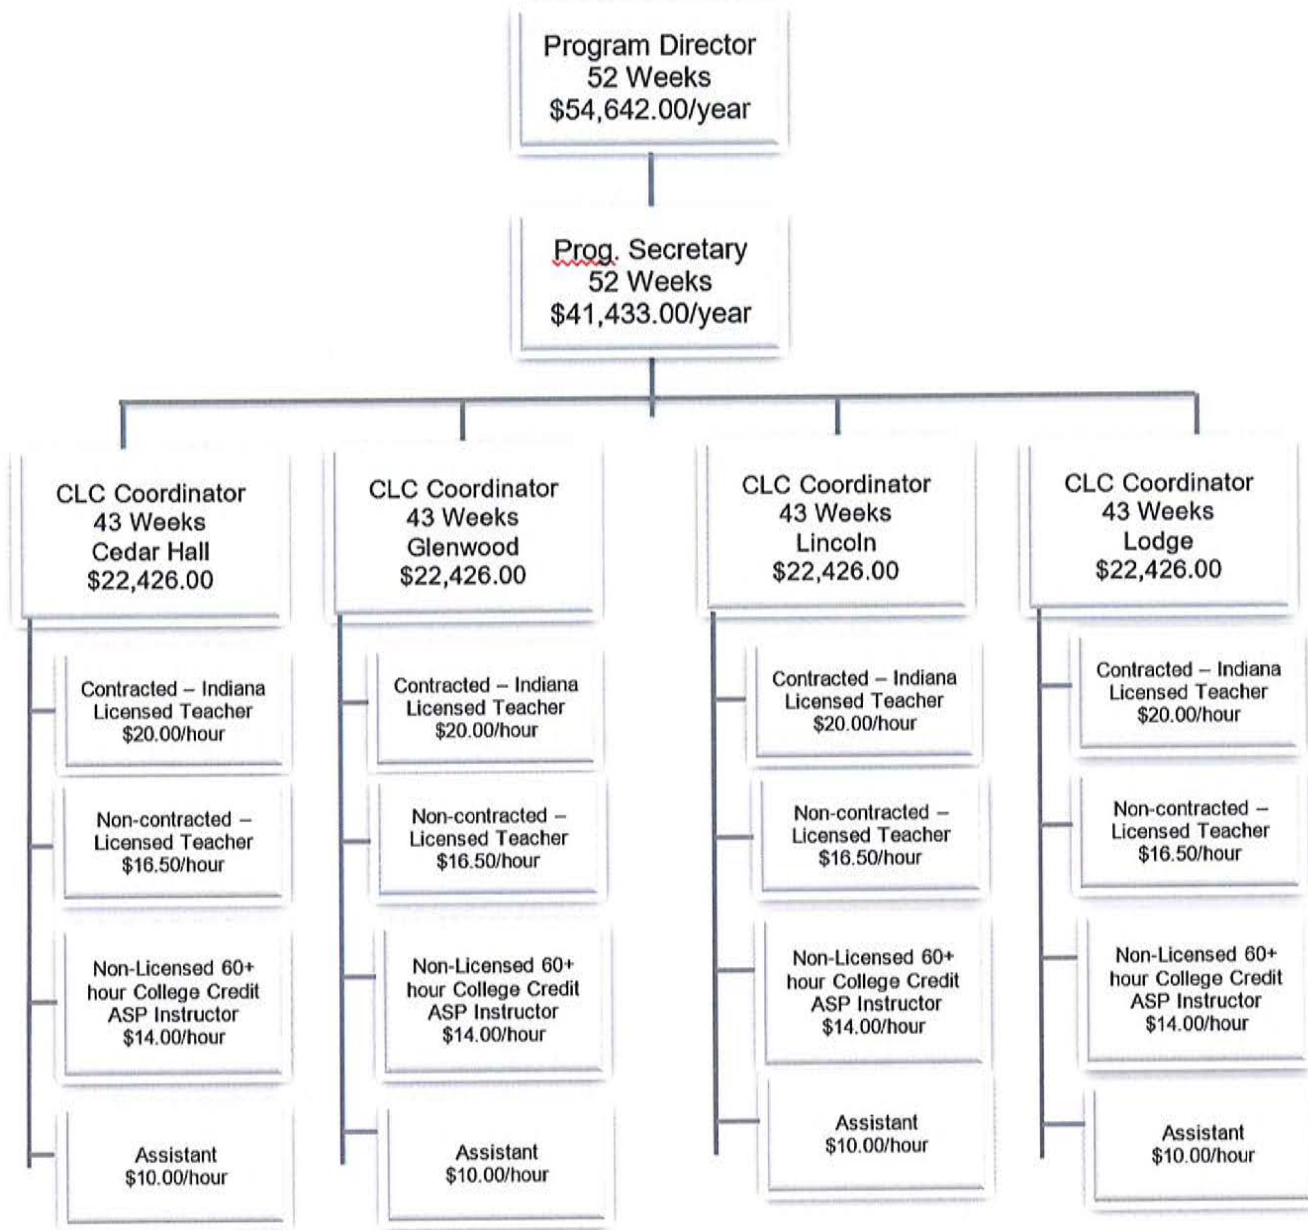 Program Director
52 Weeks
$54,642.00/year
Prog. Secretary
52 Weeks
$41,433.00/year
CLC Coordinator
43 Weeks
Cedar Hall
$22,426.00
Contracted – Indiana
Licensed Teacher
$20.00/hour
Non-contracted –
Licensed Teacher
$16.50/hour
Non-Licensed 60+
hour College Credit
ASP Instructor
$14.00/hour
Assistant
$10.00/hour
CLC Coordinator
43 Weeks
Glenwood
$22,426.00
Contracted – Indiana
Licensed Teacher
$20.00/hour
Non-contracted –
Licensed Teacher
$16.50/hour
Non-Licensed 60+
hour College Credit
ASP Instructor
$14.00/hour
Assistant
$10.00/hour
CLC Coordinator
43 Weeks
Lincoln
$22,426.00
Contracted – Indiana
Licensed Teacher
$20.00/hour
Non-contracted –
Licensed Teacher
$16.50/hour
Non-Licensed 60+
hour College Credit
ASP Instructor
$14.00/hour
Assistant
$10.00/hour
CLC Coordinator
43 Weeks
Lodge
$22,426.00
Contracted – Indiana
Licensed Teacher
$20.00/hour
Non-contracted –
Licensed Teacher
$16.50/hour
Non-Licensed 60+
hour College Credit
ASP Instructor
$14.00/hour
Assistant
$10.00/hour